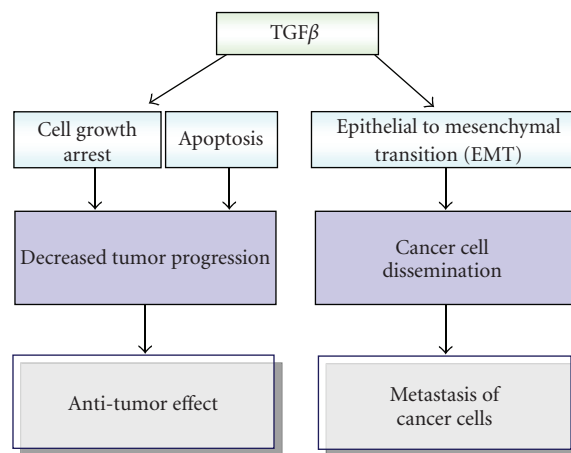 TGFβ
Cell growth
arrest
Apoptosis
Epithelial to mesenchymal
transition (EMT)
Decreased tumor progression
Cancer cell
dissemination
Anti-tumor effect
Metastasis of
cancer cells